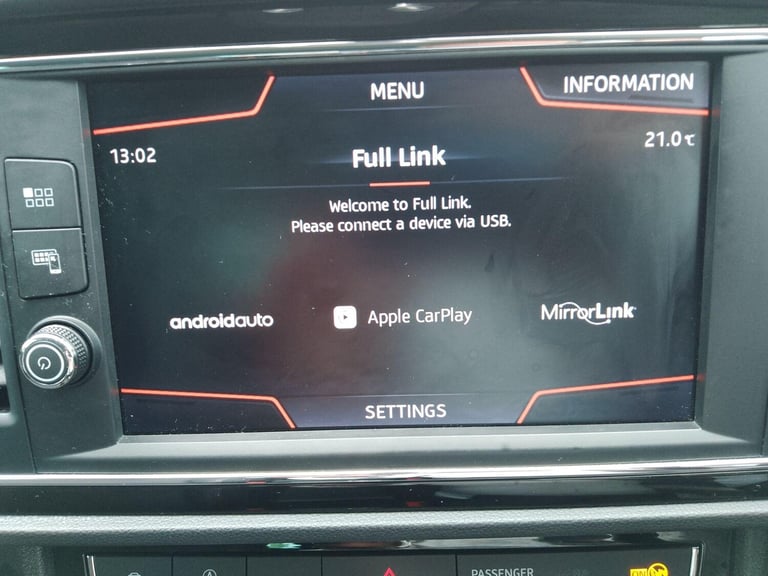 MENU
INFORMATION
13:02
Full Link
21.0℃
Welcome to Full Link.
Please connect a device via USB.
androidauto
Apple CarPlay
MirrorLink
SETTINGS
PASSENGER